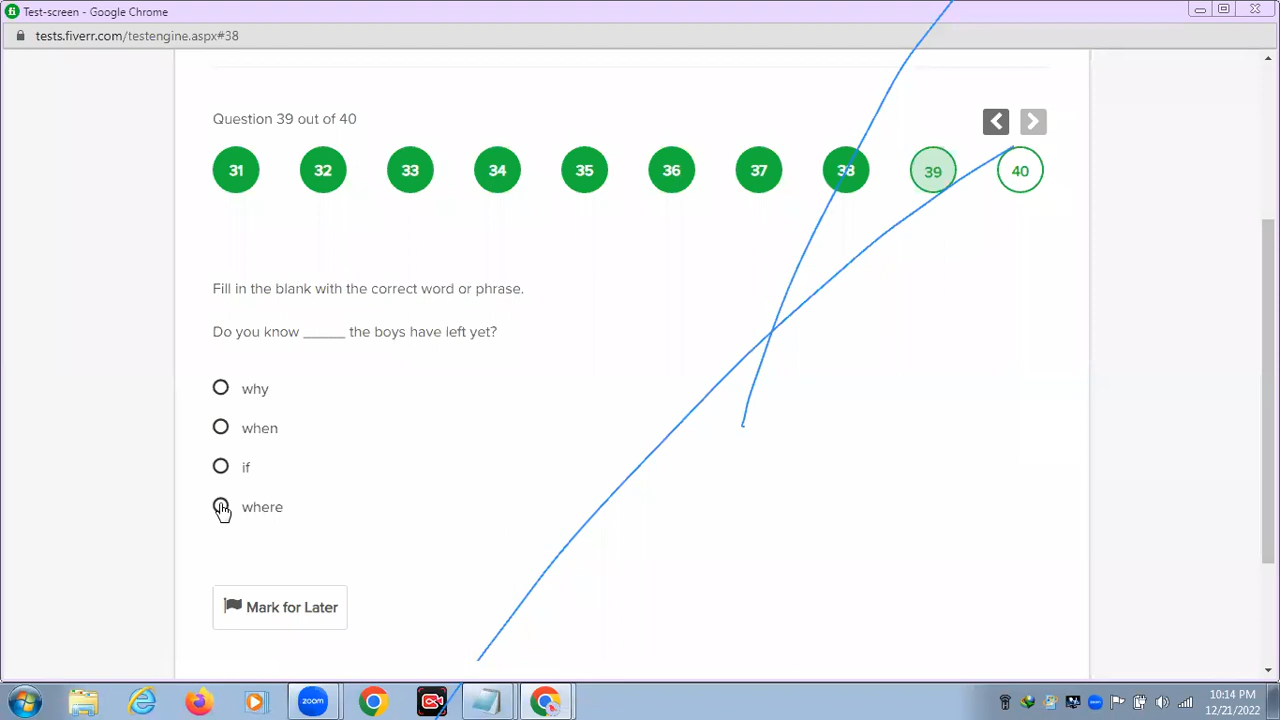 Test-screen - Google Chrome
tests.fiverr.com/testengine.aspx#38
Question 39 out of 40
31 32 33 34 35 36 37 38 39 40
Fill in the blank with the correct word or phrase.
Do you know ______ the boys have left yet?
why
when
if
where
Mark for Later
zoom
10:14 PM
12/21/2022